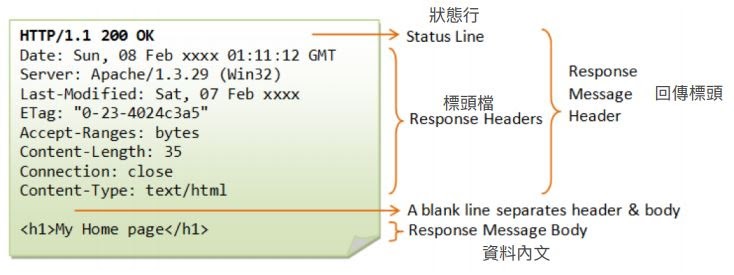 HTTP/1.1 200 OK
Date: Sun, 08 Feb xxxx 01:11:12 GMT
Server: Apache/1.3.29 (Win32)
Last-Modified: Sat, 07 Feb xxxx
ETag: "0-23-4024c3a5"
Accept-Ranges: bytes
Content-Length: 35
Connection: close
Content-Type: text/html
<h1>My Home page</h1>
狀態行
Status Line
標頭檔
Response Headers
Response
Message
Header
回傳標頭
A blank line separates header & body
Response Message Body
資料內文